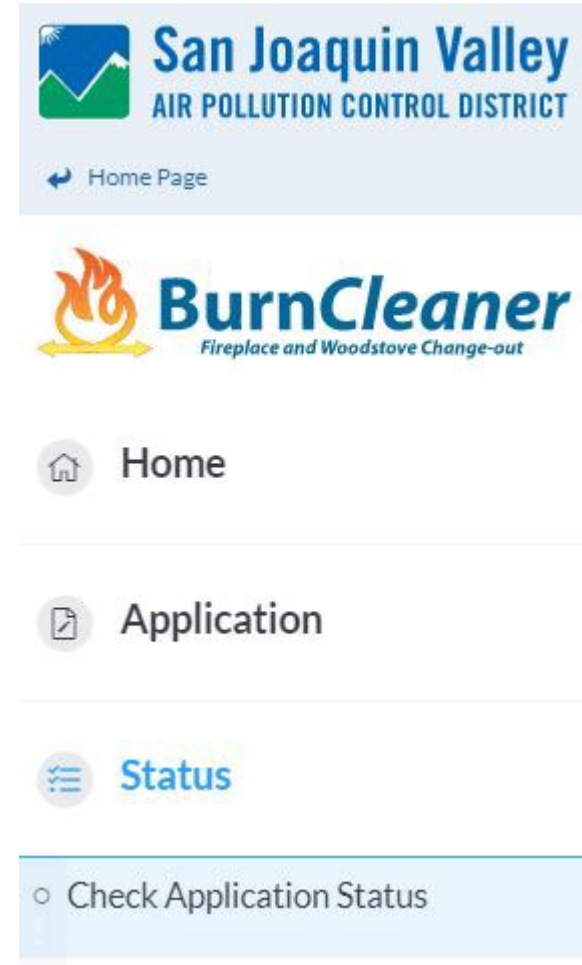 San Joaquin Valley
AIR POLLUTION CONTROL DISTRICT
Home Page
BurnCleaner
Fireplace and Woodstove Change-out
Home
Application
Status
Check Application Status